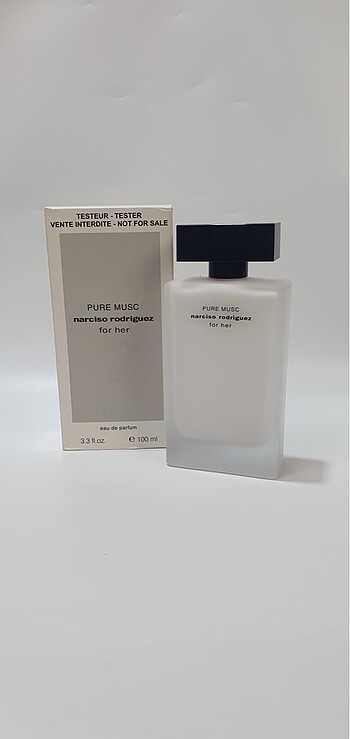 TESTEUR - TESTER
VENTE INTERDITE - NOT FOR SALE
PURE MUSC
narciso rodriguez
for her
eau de parfum
3.3 fl.oz. ℮ 100 ml
PURE MUSC
narciso rodriguez
for her